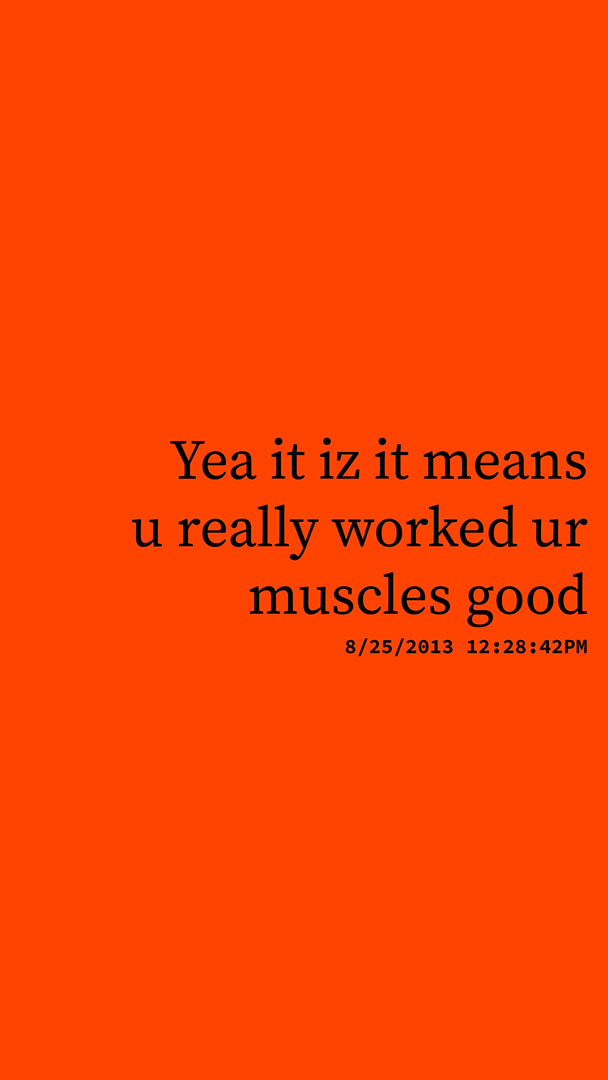 Yea it iz it means
u really worked ur
muscles good
8/25/2013 12:28:42PM